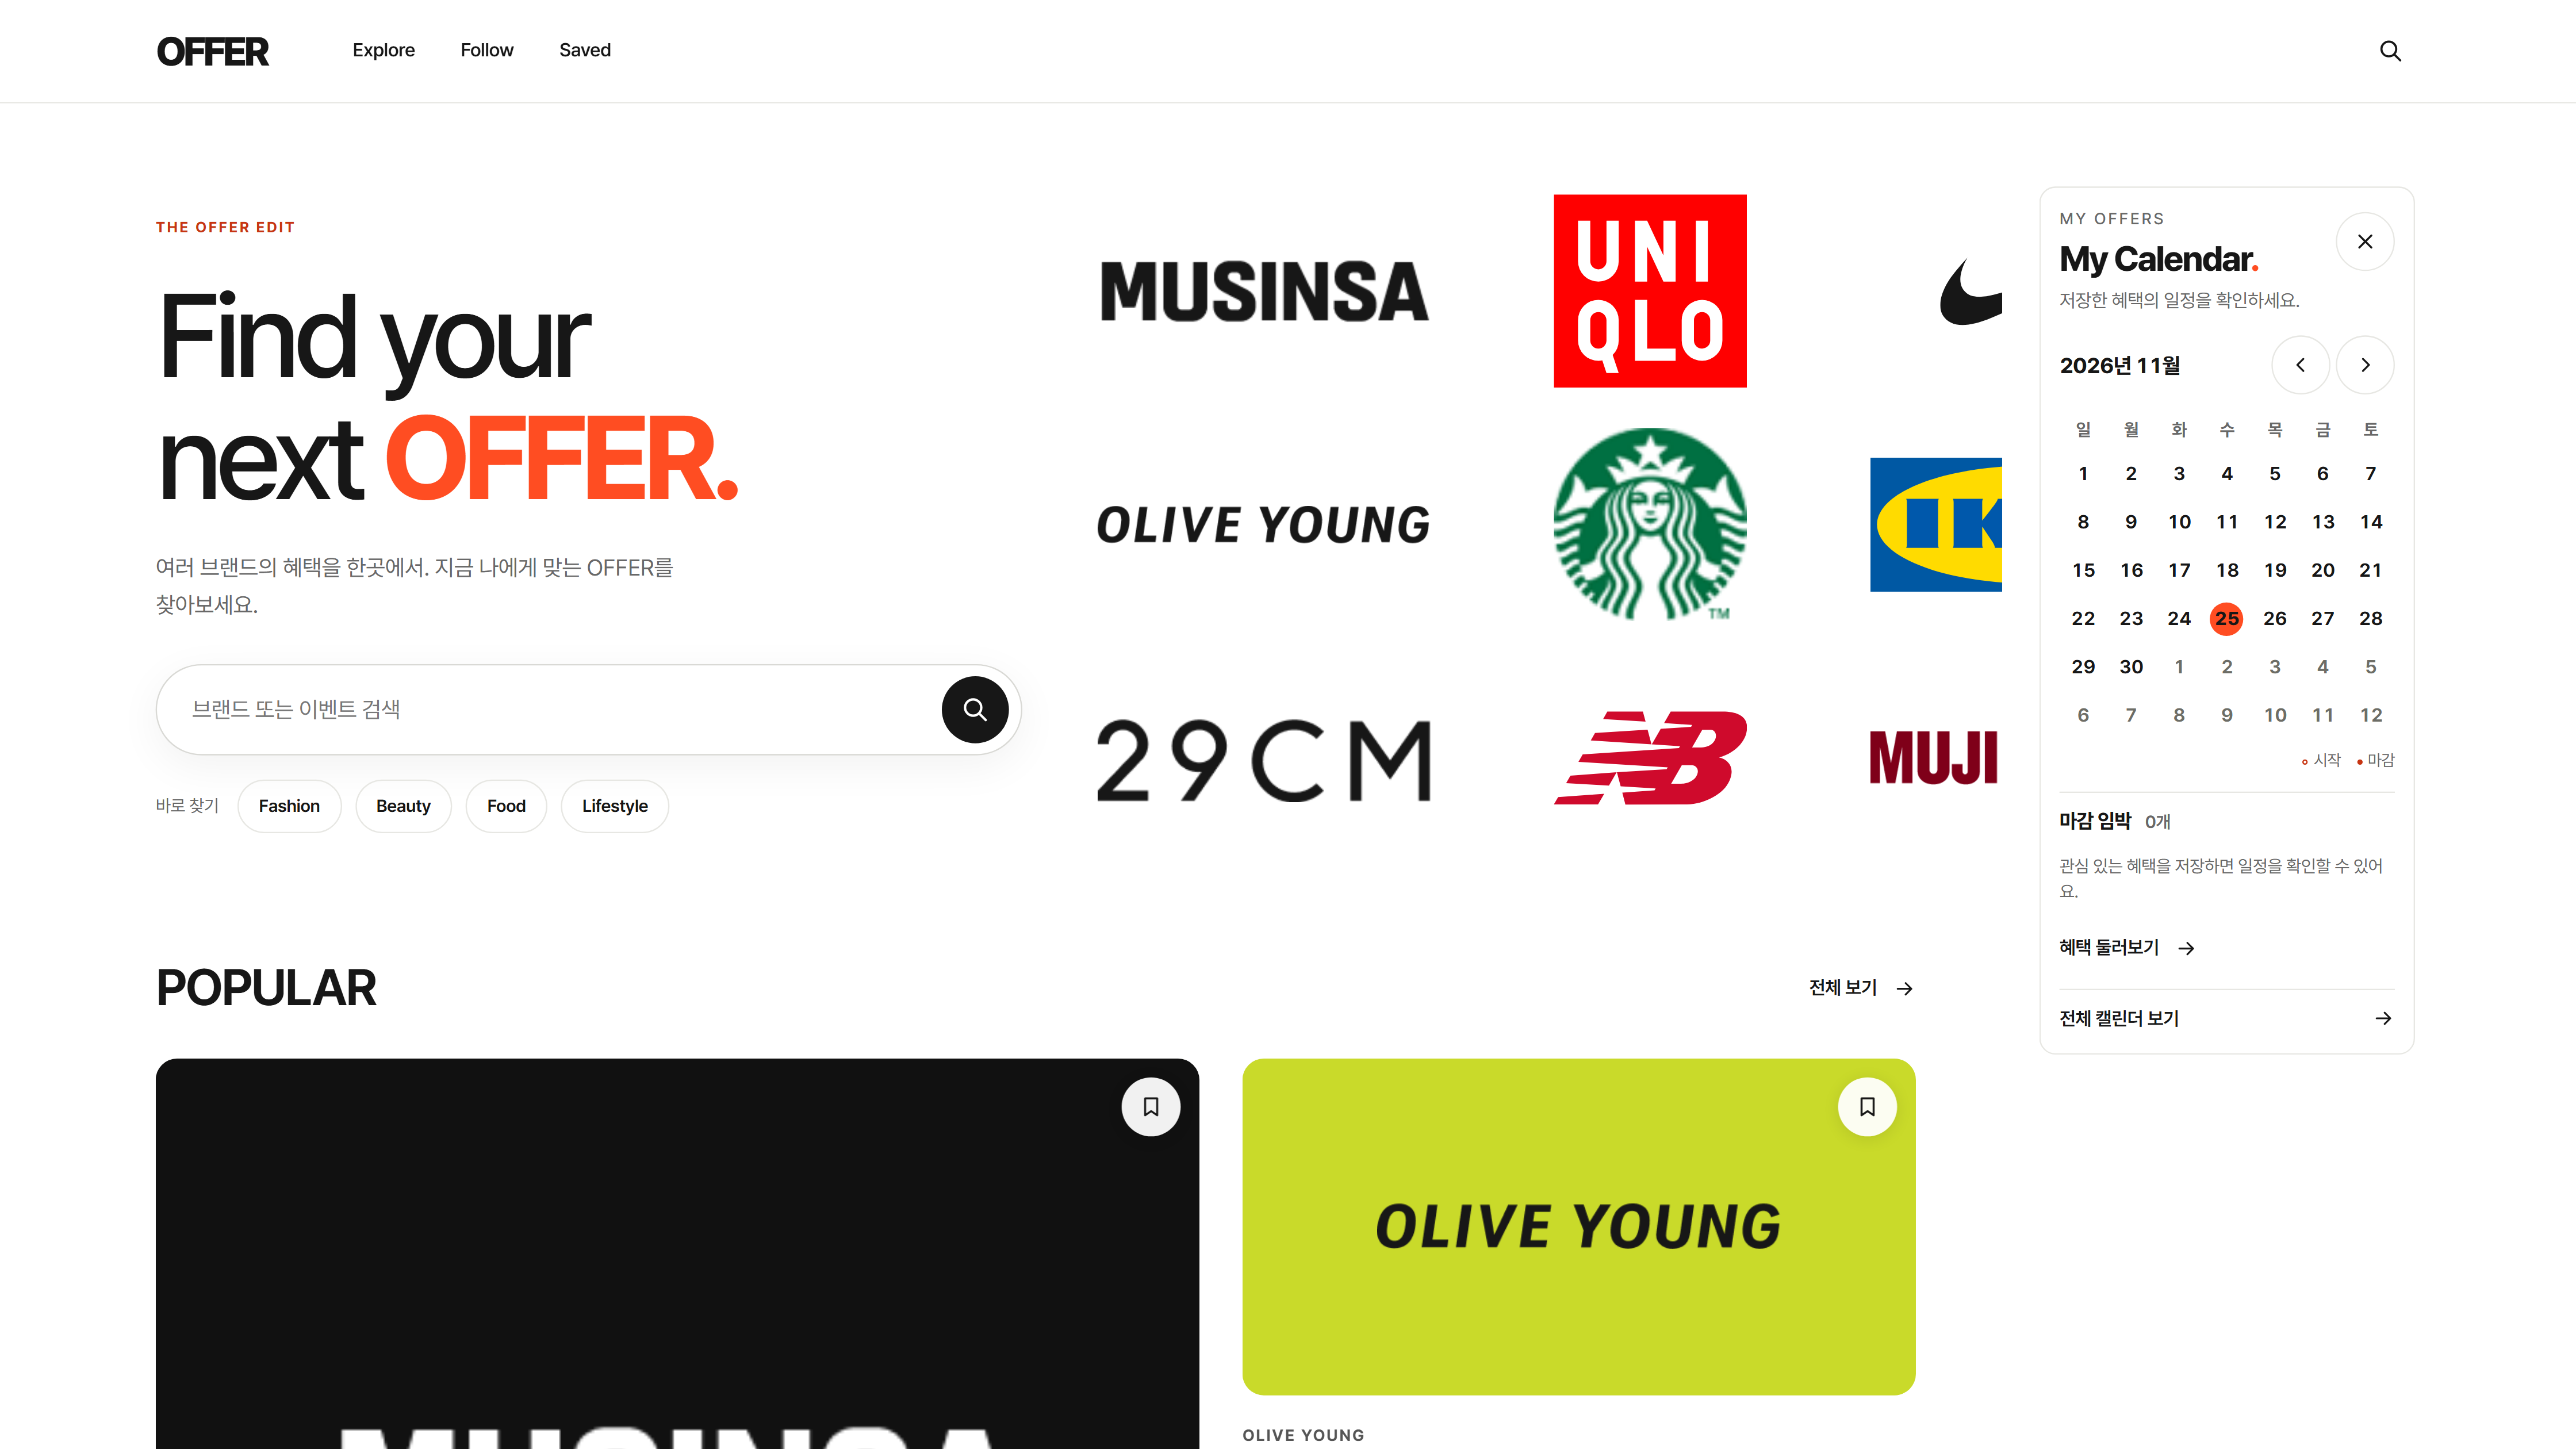 OFFER
Explore
Follow
Saved
THE OFFER EDIT
Find your
next OFFER.
여러 브랜드의 혜택을 한곳에서. 지금 나에게 맞는 OFFER를
찾아보세요.
브랜드 또는 이벤트 검색
바로 찾기
Fashion
Beauty
Food
Lifestyle
MUSINSA
UNI
QLO
OLIVE YOUNG
TM
29CM
NB
MUJI
MY OFFERS
My Calendar.
저장한 혜택의 일정을 확인하세요.
2026년 11월
일 월 화 수 목 금 토
1 2 3 4 5 6 7
8 9 10 11 12 13 14
15 16 17 18 19 20 21
22 23 24 25 26 27 28
29 30 1 2 3 4 5
6 7 8 9 10 11 12
시작 마감
마감 임박 0개
관심 있는 혜택을 저장하면 일정을 확인할 수 있어
요.
혜택 둘러보기
전체 캘린더 보기
POPULAR
전체 보기
OLIVE YOUNG
MUSINSA
OLIVE YOUNG